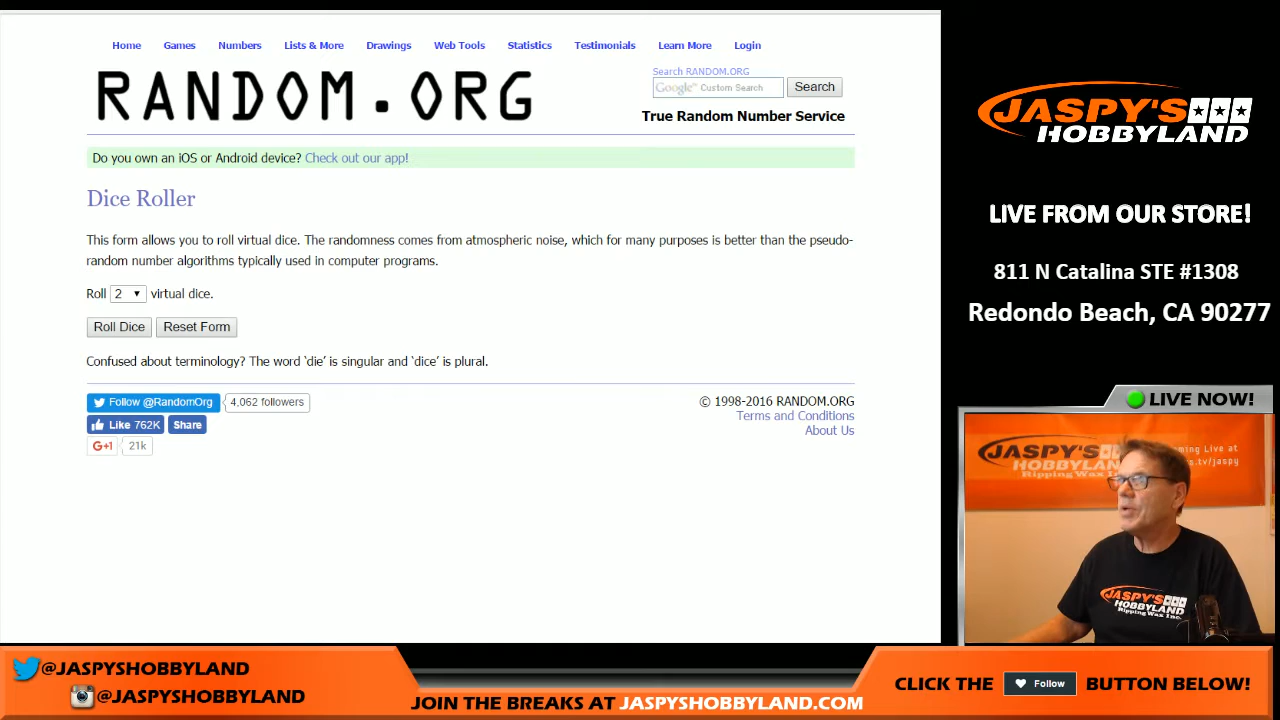 Home Games Numbers Lists & More Drawings Web Tools Statistics Testimonials Learn More Login
RANDOM.ORG
Search RANDOM.ORG
Google™ Custom Search Search
True Random Number Service
Do you own an iOS or Android device? Check out our app!
Dice Roller
This form allows you to roll virtual dice. The randomness comes from atmospheric noise, which for many purposes is better than the pseudo-
random number algorithms typically used in computer programs.
Roll 2 virtual dice.
Roll Dice Reset Form
Confused about terminology? The word ‘die’ is singular and ‘dice’ is plural.
Follow @RandomOrg 4,062 followers
Like 762K Share
G+1 21k
© 1998-2016 RANDOM.ORG
Terms and Conditions
About Us
JASPY'S
HOBBYLAND
LIVE FROM OUR STORE!
811 N Catalina STE #1308
Redondo Beach, CA 90277
LIVE NOW!
JASPY'S
HOBBYLAND
Ripping Wax Inc.
ming Live at
s.tv/jaspy
JASPY'S
HOBBYLAND
Ripping Wax Inc.
@JASPYSHOBBYLAND
@JASPYSHOBBYLAND
JOIN THE BREAKS AT JASPYSHOBBYLAND.COM
CLICK THE Follow BUTTON BELOW!